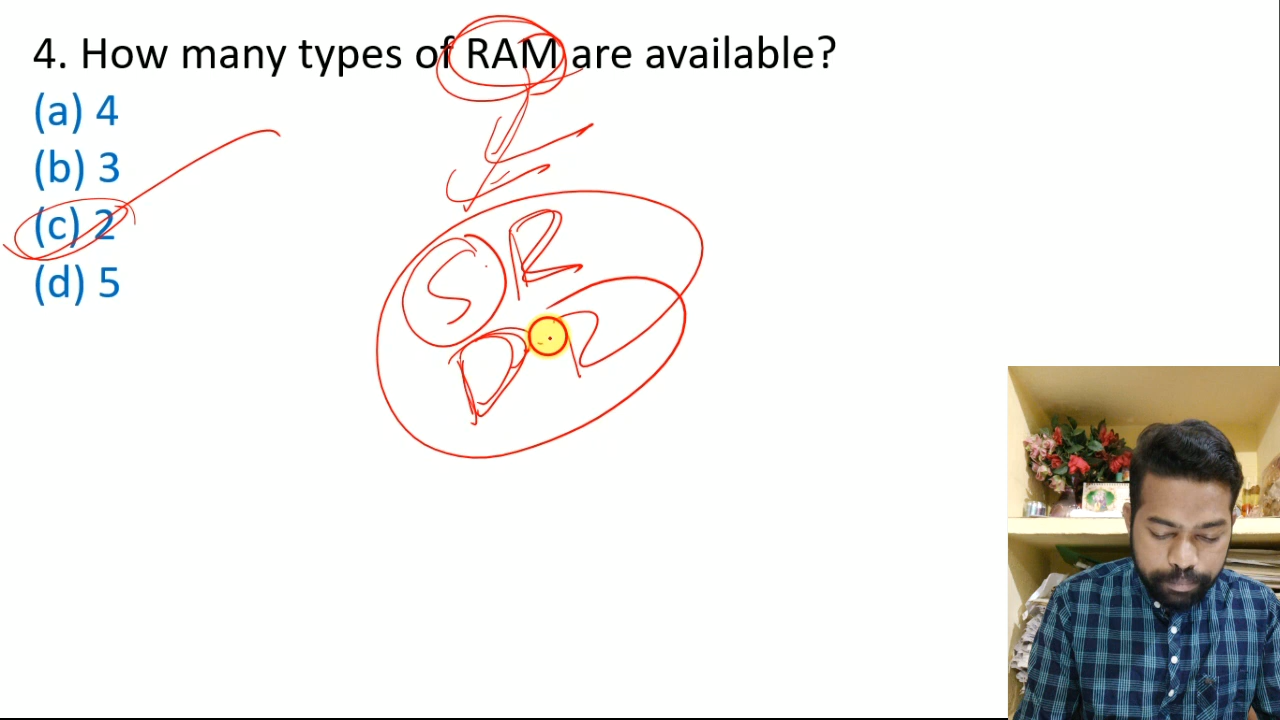 4. How many types of RAM are available?
(a) 4
(b) 3
(c) 2
(d) 5
SR
DR